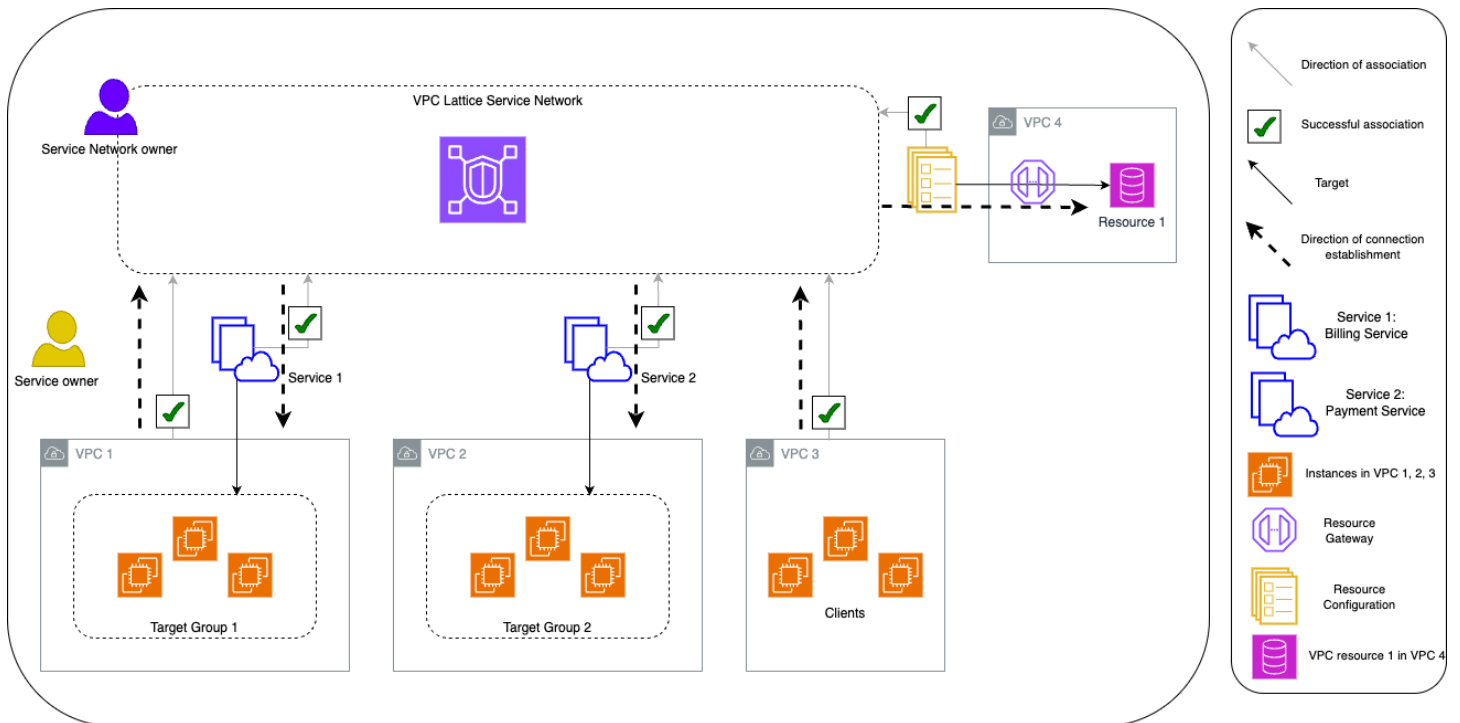 VPC Lattice Service Network
Service Network owner
VPC 4
Resource 1
Service owner
Service 1
Service 2
VPC 1
VPC 2
VPC 3
Target Group 1
Target Group 2
Clients
Direction of association
Successful association
Target
Direction of connection
establishment
Service 1:
Billing Service
Service 2:
Payment Service
Instances in VPC 1, 2, 3
Resource
Gateway
Resource
Configuration
VPC resource 1 in VPC 4